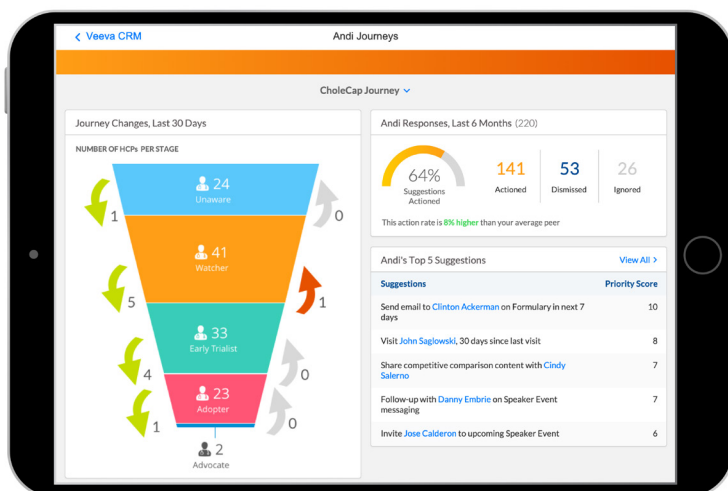 Veeva CRM
Andi Journeys
CholeCap Journey
Journey Changes, Last 30 Days
NUMBER OF HCPs PER STAGE
24
Unaware
1
0
41
Watcher
5
1
33
Early Trialist
4
0
23
Adopter
1
0
2
Advocate
Andi Responses, Last 6 Months (220)
64%
Suggestions
Actioned
141
Actioned
53
Dismissed
26
Ignored
This action rate is 8% higher than your average peer
Andi's Top 5 Suggestions
View All >
Suggestions
Priority Score
Send email to Clinton Ackerman on Formulary in next 7
days
10
Visit John Saglowski, 30 days since last visit
8
Share competitive comparison content with Cindy
Salerno
7
Follow-up with Danny Embrie on Speaker Event
messaging
7
Invite Jose Calderon to upcoming Speaker Event
6